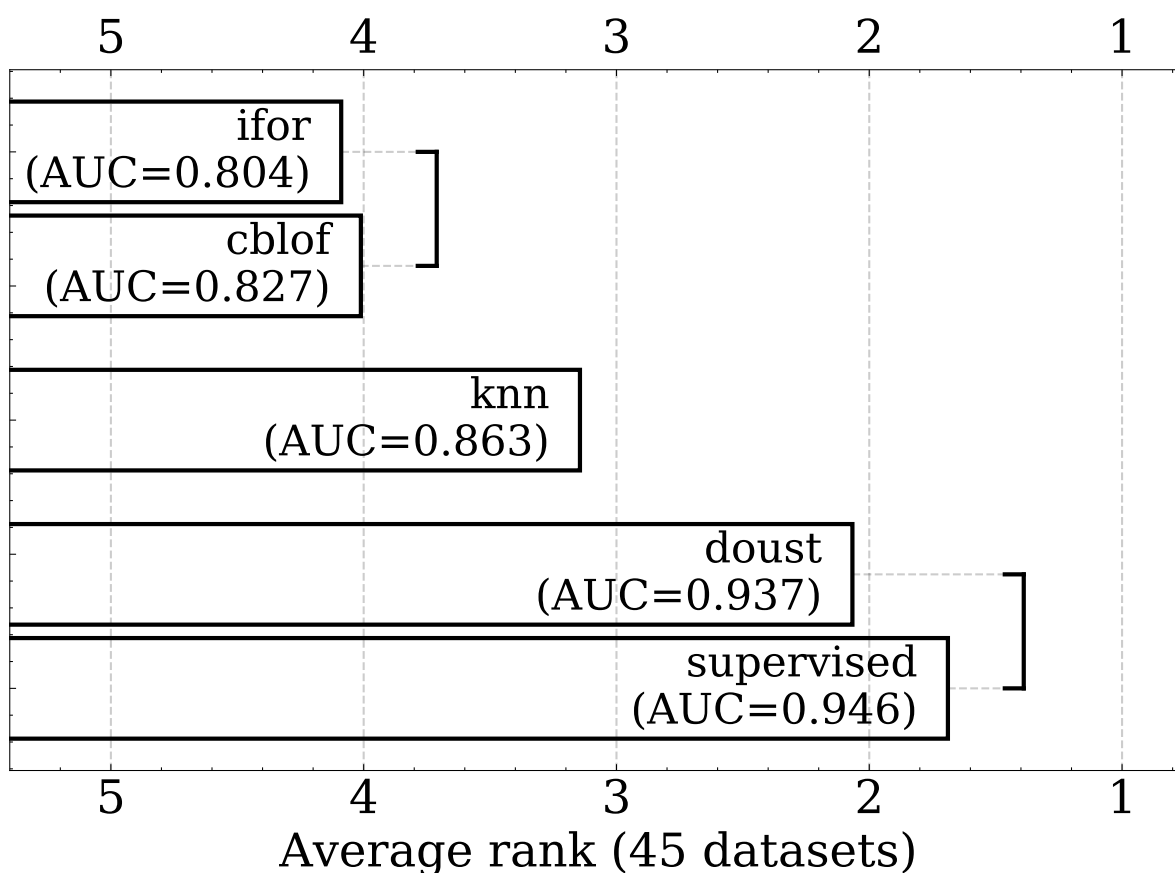 5 4 3 2 1
ifor
(AUC=0.804)
cblof
(AUC=0.827)
knn
(AUC=0.863)
doust
(AUC=0.937)
supervised
(AUC=0.946)
5 4 3 2 1
Average rank (45 datasets)